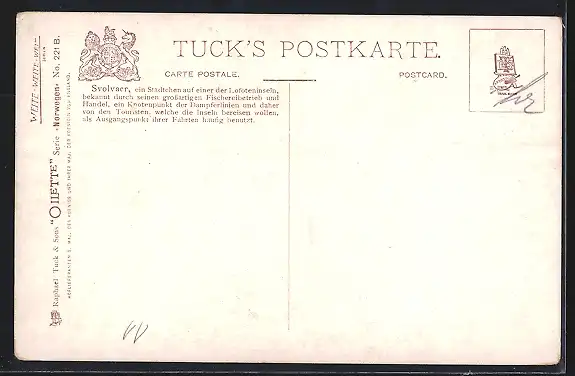 TUCK'S POSTKARTE.
CARTE POSTALE.
POSTCARD.
Svolvaer, ein Städtchen auf einer der Lofoteninseln,
bekannt durch seinen großartigen Fischereibetrieb und
Handel, ein Knotenpunkt der Dampferlinien und daher
von den Touristen, welche die Inseln bereisen wollen,
als Ausgangspunkt ihrer Fahrten häufig benutzt.
Raphael Tuck & Sons' "OILETTE" Serie „Norwegen“ No. 221 B.